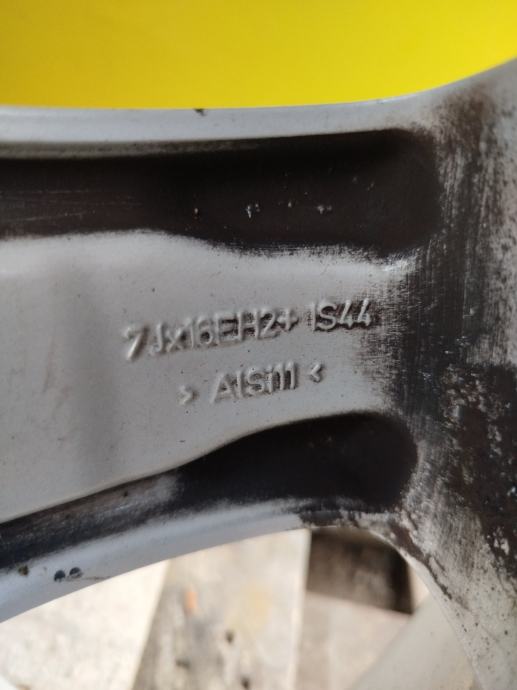 7Jx16EH2+ IS44
> AlSi11 <